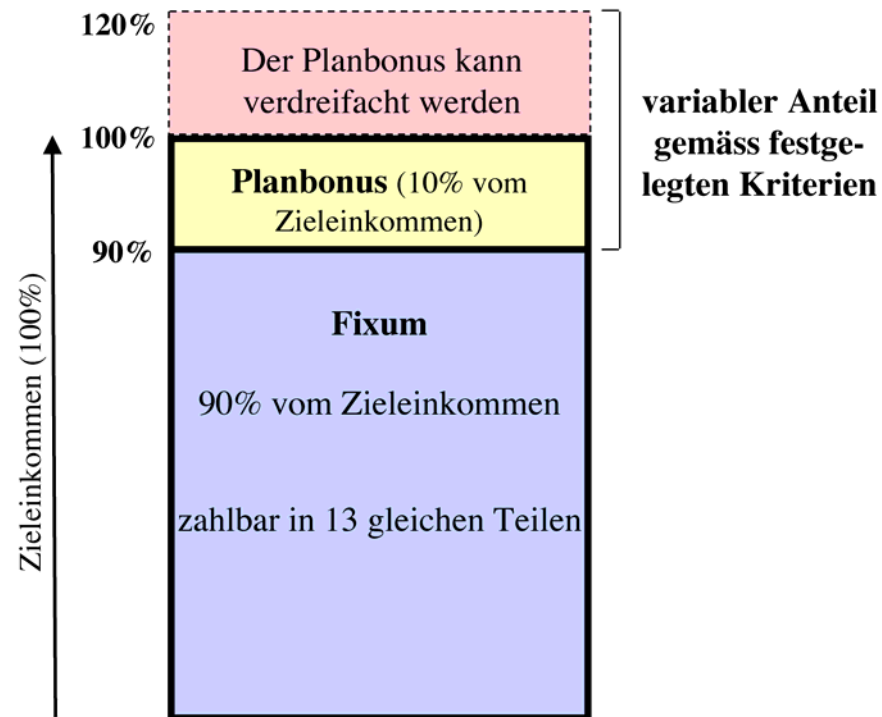 120%
Der Planbonus kann
verdreifacht werden
variabler Anteil
gemäss festge-
legten Kriterien
100%
Planbonus (10% vom
Zieleinkommen)
90%
Zieleinkommen (100%)
Fixum
90% vom Zieleinkommen
zahlbar in 13 gleichen Teilen